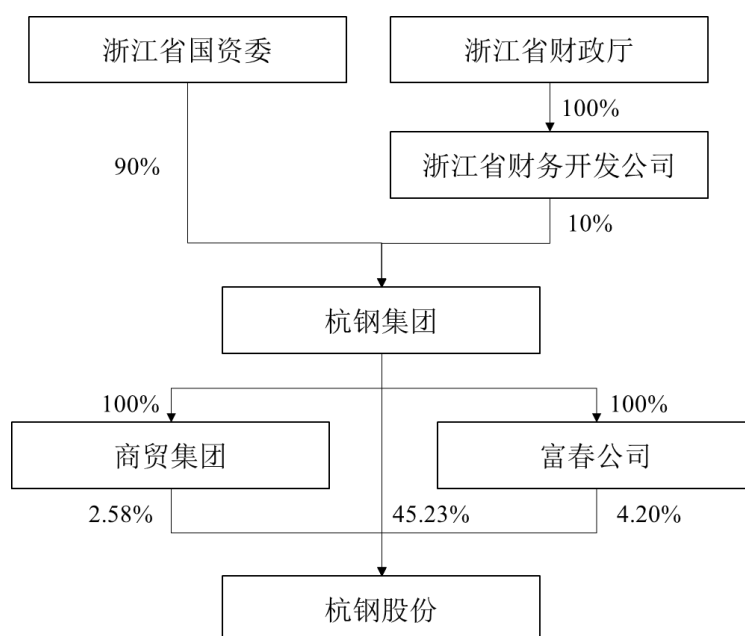 浙江省国资委
浙江省财政厅
100%
90%
浙江省财务开发公司
10%
杭钢集团
100%
100%
商贸集团
富春公司
2.58%
45.23%
4.20%
杭钢股份